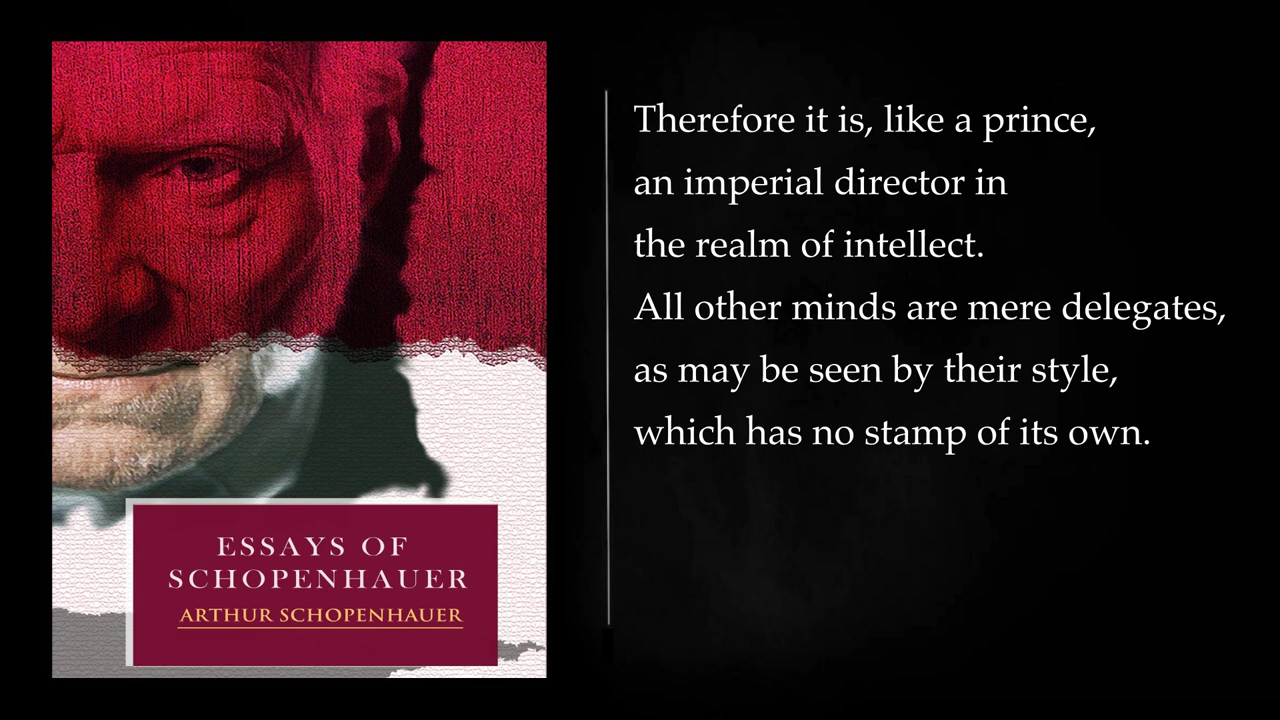 ESSAYS OF
SCHOPENHAUER
ARTHUR SCHOPENHAUER
Therefore it is, like a prince,
an imperial director in
the realm of intellect.
All other minds are mere delegates,
as may be seen by their style,
which has no stamp of its own.